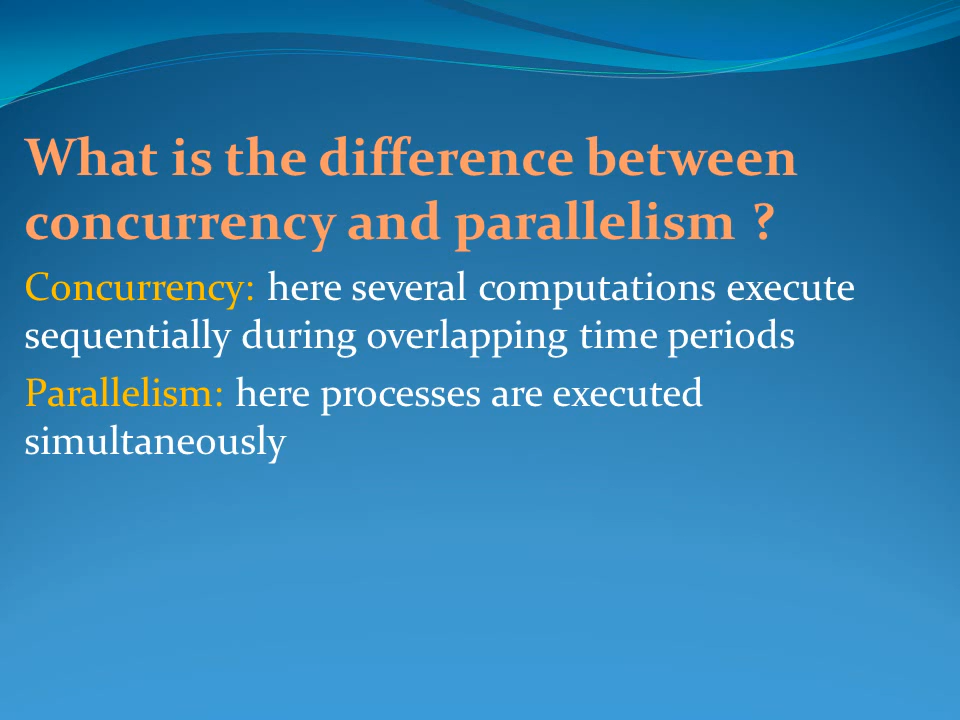 What is the difference between
concurrency and parallelism ?
Concurrency: here several computations execute
sequentially during overlapping time periods
Parallelism: here processes are executed
simultaneously